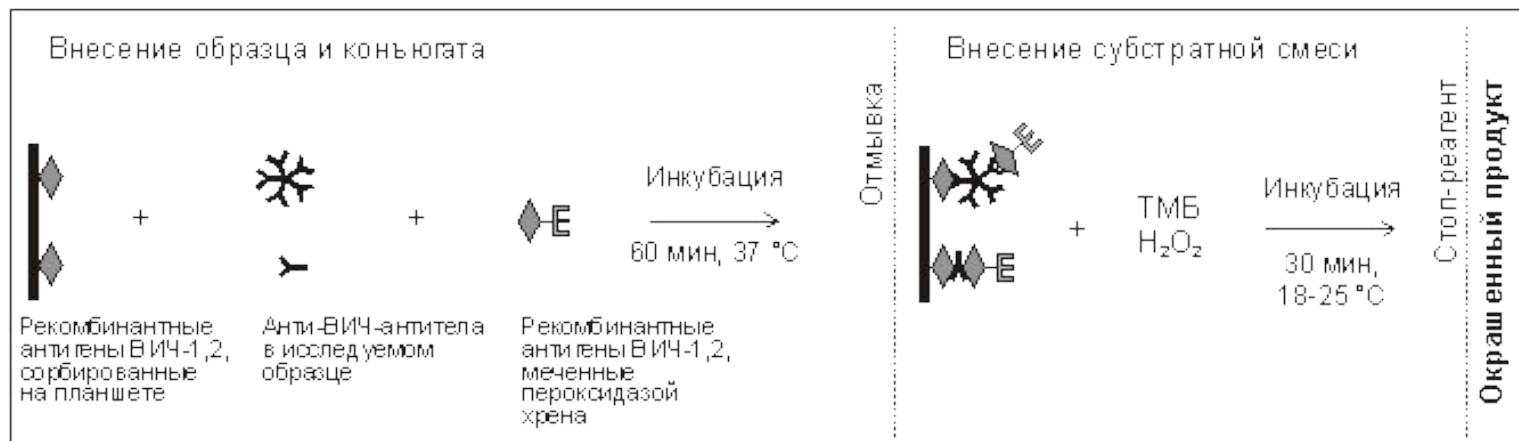 Внесение образца и конъюгата
Внесение субстратной смеси
Отмывка
Стоп-реагент
Окрашенный продукт
E
+
+
E
Инкубация
60 мин, 37 °C
E
+
ТМБ
H₂O₂
Инкубация
30 мин,
18-25 °C
Рекомбинантные
антигены ВИЧ-1,2,
сорбированные
на планшете
Анти-ВИЧ-антитела
в исследуемом
образце
Рекомбинантные
антигены ВИЧ-1,2,
меченные
пероксидазой
хрена